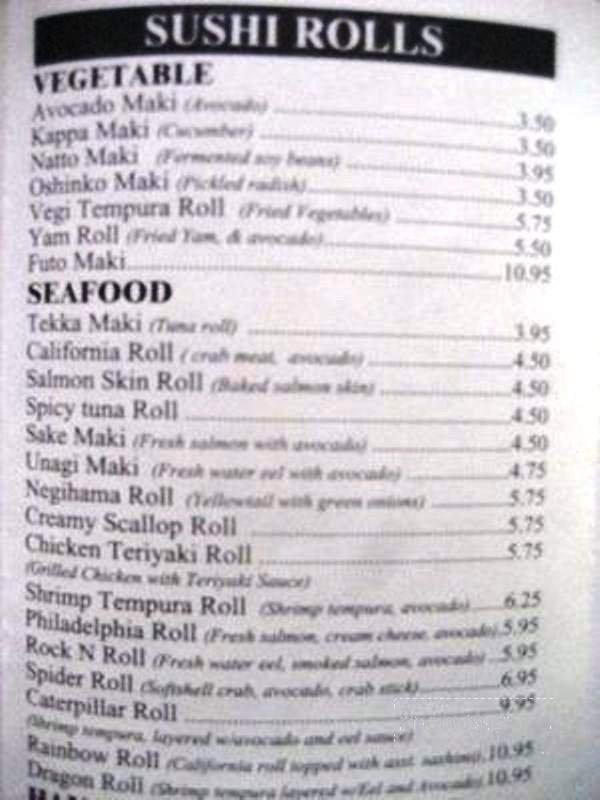 SUSHI ROLLS
VEGETABLE
Avocado Maki (Avocado) 3.50
Kappa Maki (Cucumber) 3.50
Natto Maki (Fermented soy beans) 3.95
Oshinko Maki (Pickled radish) 3.50
Vegi Tempura Roll (Fried Vegetables) 5.75
Yam Roll (Fried Yam, & avocado) 5.50
Futo Maki 10.95
SEAFOOD
Tekka Maki (Tuna roll) 3.95
California Roll ( crab meat, avocado) 4.50
Salmon Skin Roll (Baked salmon skin) 4.50
Spicy tuna Roll 4.50
Sake Maki (Fresh salmon with avocado) 4.50
Unagi Maki (Fresh water eel with avocado) 4.75
Negihama Roll (Yellowtail with green onions) 5.75
Creamy Scallop Roll 5.75
Chicken Teriyaki Roll 5.75
(Grilled Chicken with Teriyaki Sauce)
Shrimp Tempura Roll (Shrimp tempura, avocado) 6.25
Philadelphia Roll (Fresh salmon, cream cheese, avocado) 5.95
Rock N Roll (Fresh water eel, smoked salmon, avocado) 5.95
Spider Roll (Softshell crab, avocado, crab stick) 6.95
Caterpillar Roll 9.95
(Shrimp tempura, layered w/avocado and eel sauce)
Rainbow Roll (California roll topped with asst. sashimi) 10.95
Dragon Roll (Shrimp tempura layered w/Eel and Avocado) 10.95